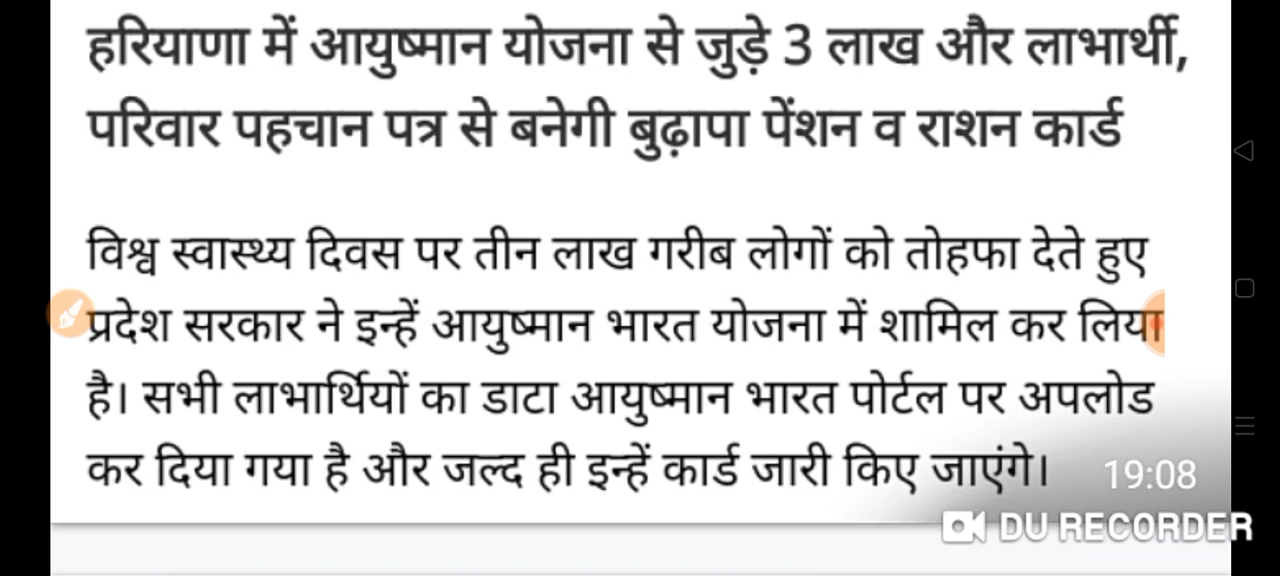 हरियाणा में आयुष्मान योजना से जुड़े 3 लाख और लाभार्थी,
परिवार पहचान पत्र से बनेगी बुढ़ापा पेंशन व राशन कार्ड
विश्व स्वास्थ्य दिवस पर तीन लाख गरीब लोगों को तोहफा देते हुए
प्रदेश सरकार ने इन्हें आयुष्मान भारत योजना में शामिल कर लिया
है। सभी लाभार्थियों का डाटा आयुष्मान भारत पोर्टल पर अपलोड
कर दिया गया है और जल्द ही इन्हें कार्ड जारी किए जाएंगे।
19:08
DU RECORDER